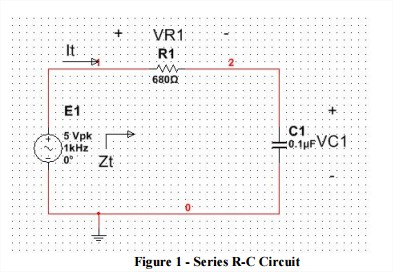 + VR1 -
It
R1
1
2
680Ω
E1
+
5 Vpk
1kHz
0°
Zt
C1
0.1µF
VC1
-
0
Figure 1 - Series R-C Circuit